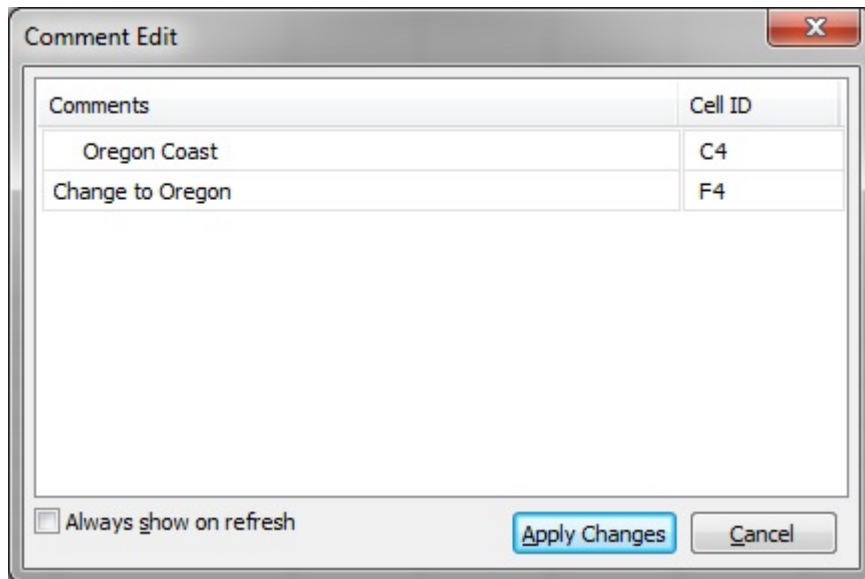 Comment Edit
Comments Cell ID
Oregon Coast C4
Change to Oregon F4
Always show on refresh Apply Changes Cancel